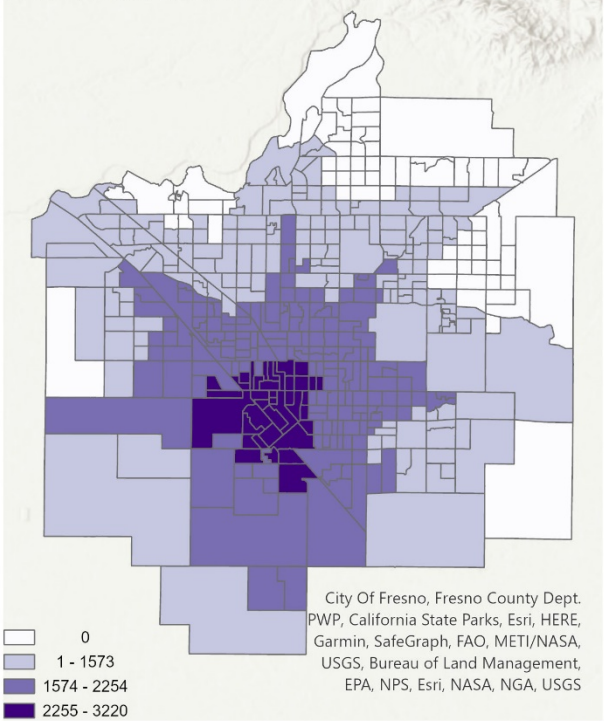 City Of Fresno, Fresno County Dept.
PWP, California State Parks, Esri, HERE,
Garmin, SafeGraph, FAO, METI/NASA,
USGS, Bureau of Land Management,
EPA, NPS, Esri, NASA, NGA, USGS
0
1 - 1573
1574 - 2254
2255 - 3220